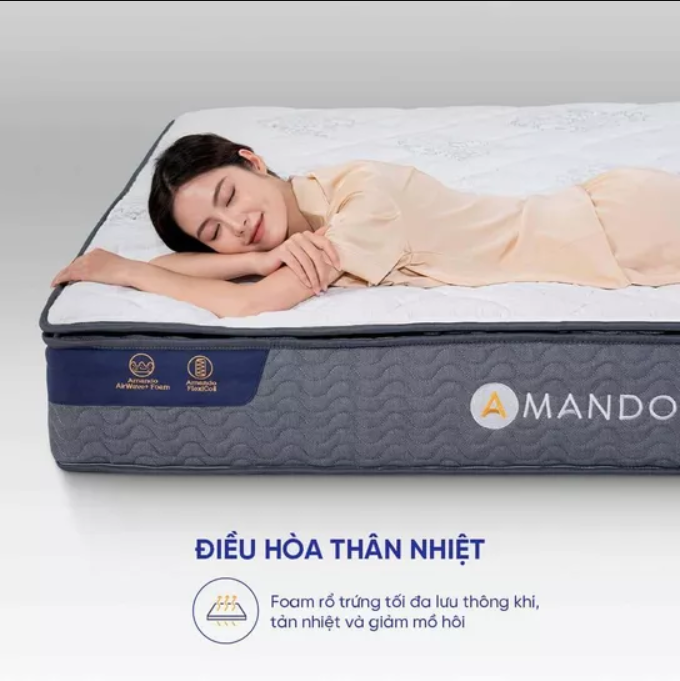 Amando
AirWave+ Foam
Amando
FlexiCoil
AMANDO
ĐIỀU HÒA THÂN NHIỆT
Foam rổ trứng tối đa lưu thông khí,
tản nhiệt và giảm mồ hôi